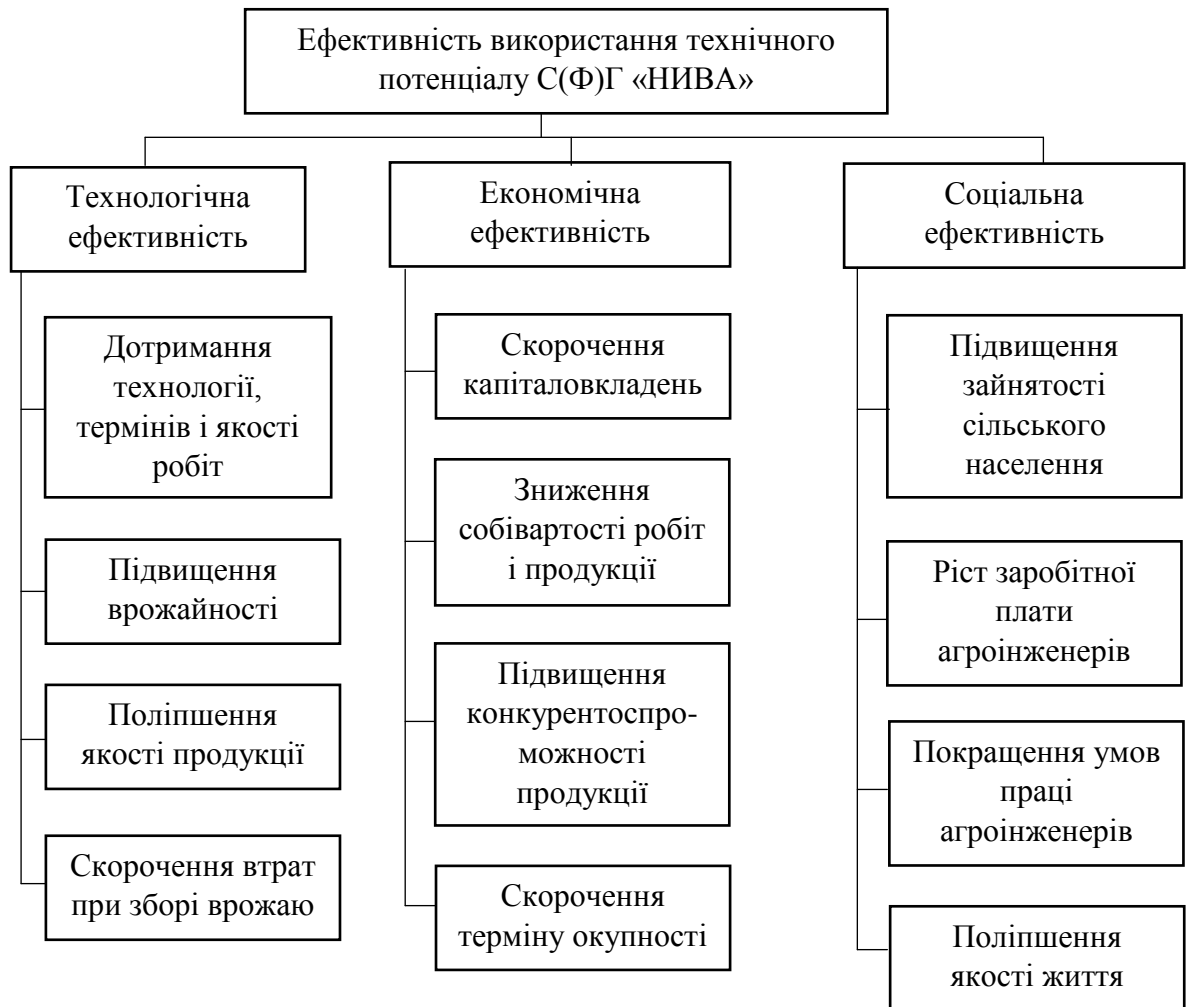 Ефективність використання технічного
потенціалу С(Ф)Г «НИВА»
Технологічна
ефективність
Дотримання
технології,
термінів і якості
робіт
Підвищення
врожайності
Поліпшення
якості продукції
Скорочення втрат
при зборі врожаю
Економічна
ефективність
Скорочення
капіталовкладень
Зниження
собівартості робіт
і продукції
Підвищення
конкурентоспро-
можності
продукції
Скорочення
терміну окупності
Соціальна
ефективність
Підвищення
зайнятості
сільського
населення
Ріст заробітної
плати
агроінженерів
Покращення умов
праці
агроінженерів
Поліпшення
якості життя